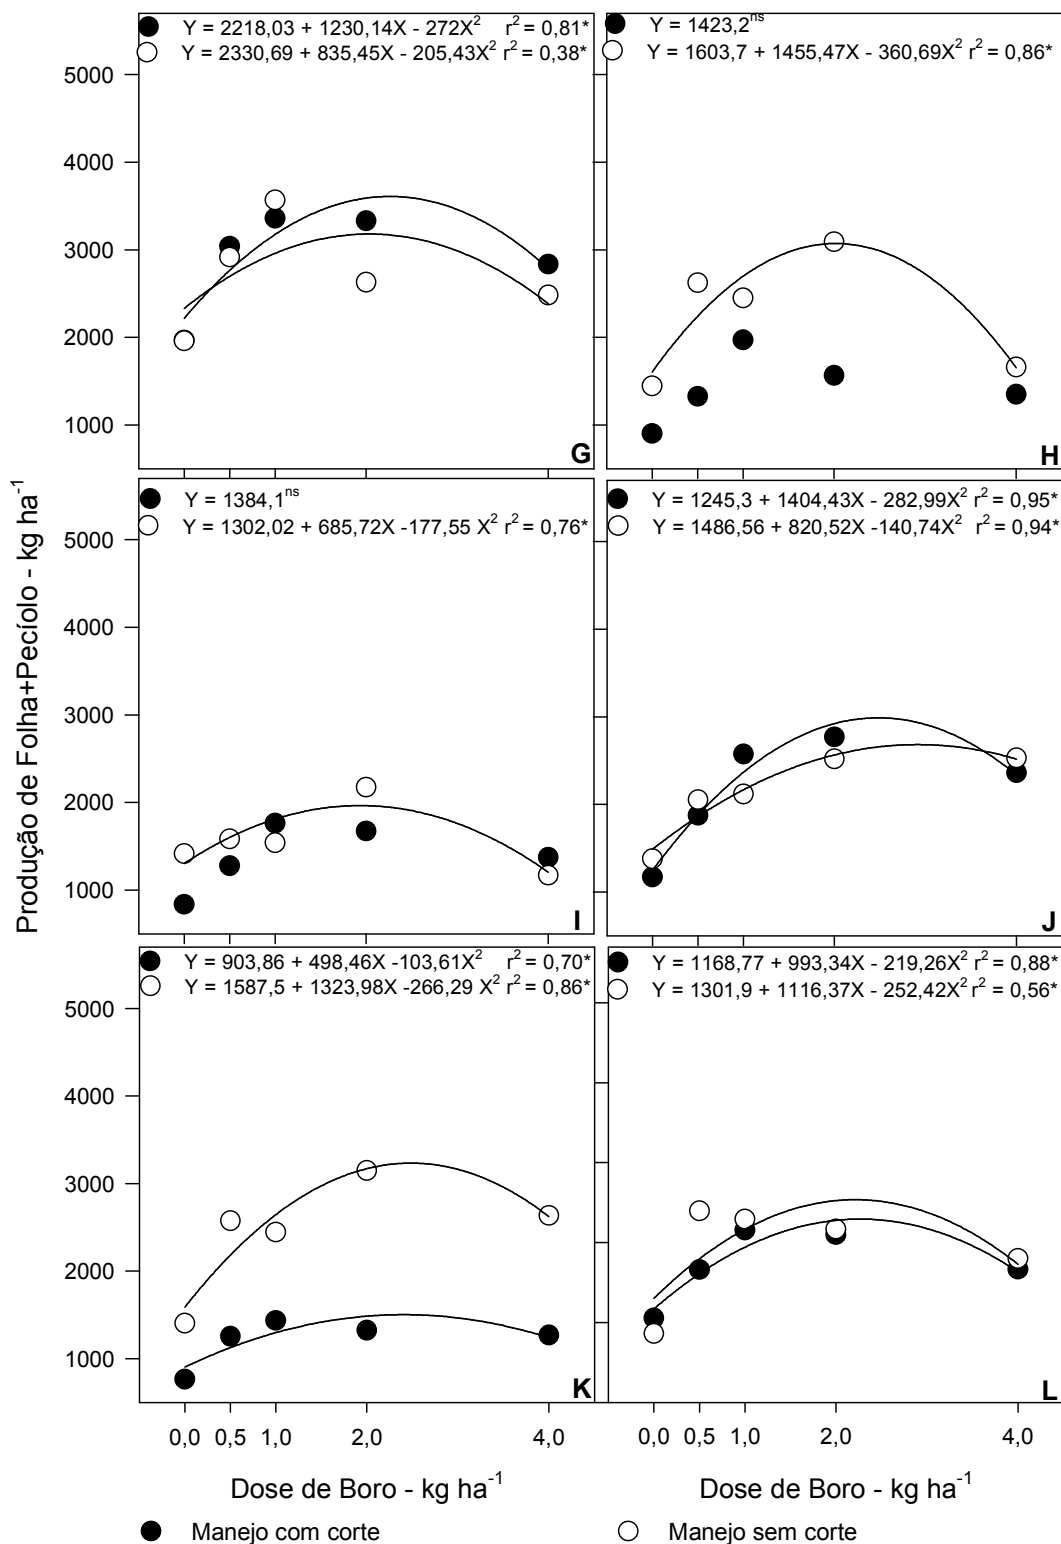 Y = 2218,03 + 1230,14X - 272X² r² = 0,81*
Y = 2330,69 + 835,45X - 205,43X² r² = 0,38*
Y = 1423,2ns
Y = 1603,7 + 1455,47X - 360,69X² r² = 0,86*
5000
4000
3000
2000
1000
G
H
Y = 1384,1ns
Y = 1302,02 + 685,72X -177,55 X² r² = 0,76*
Y = 1245,3 + 1404,43X - 282,99X² r² = 0,95*
Y = 1486,56 + 820,52X -140,74X² r² = 0,94*
5000
4000
3000
2000
1000
I
J
Produção de Folha+Pecíolo - kg ha-1
Y = 903,86 + 498,46X -103,61X² r² = 0,70*
Y = 1587,5 + 1323,98X -266,29 X² r² = 0,86*
Y = 1168,77 + 993,34X - 219,26X² r² = 0,88*
Y = 1301,9 + 1116,37X - 252,42X² r² = 0,56*
5000
4000
3000
2000
1000
K
L
0,0 0,5 1,0 2,0 4,0
0,0 0,5 1,0 2,0 4,0
Dose de Boro - kg ha-1
Dose de Boro - kg ha-1
Manejo com corte
Manejo sem corte